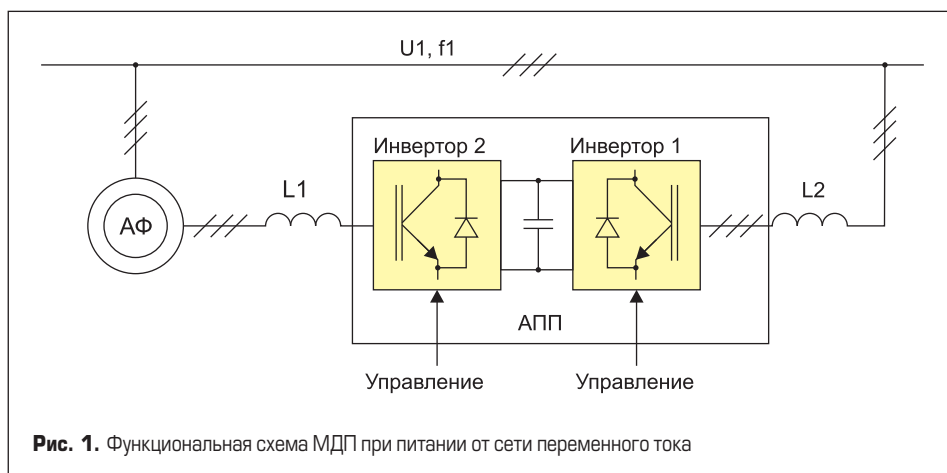 U1, f1
Инвертор 2
Инвертор 1
L1
L2
АФ
АПП
Управление
Управление
Рис. 1. Функциональная схема МДП при питании от сети переменного тока